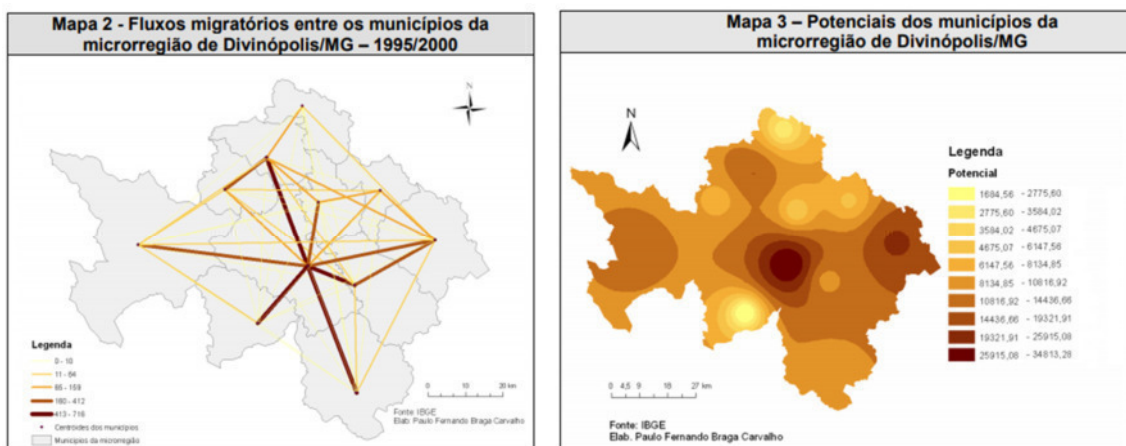 Mapa 2 - Fluxos migratórios entre os municípios da
microrregião de Divinópolis/MG – 1995/2000
N
Legenda
0 - 10
11 - 64
65 - 159
160 - 412
413 - 716
Centróides dos municípios
Municípios da microrregião
0 10 20 km
Fonte: IBGE
Elab. Paulo Fernando Braga Carvalho
Mapa 3 – Potenciais dos municípios da
microrregião de Divinópolis/MG
N
Legenda
Potencial
1684,56 - 2775,60
2775,60 - 3584,02
3584,02 - 4675,07
4675,07 - 6147,56
6147,56 - 8134,85
8134,85 - 10816,92
10816,92 - 14436,66
14436,66 - 19321,91
19321,91 - 25915,08
25915,08 - 34813,28
0 4,5 9 18 27 km
Fonte: IBGE
Elab. Paulo Fernando Braga Carvalho